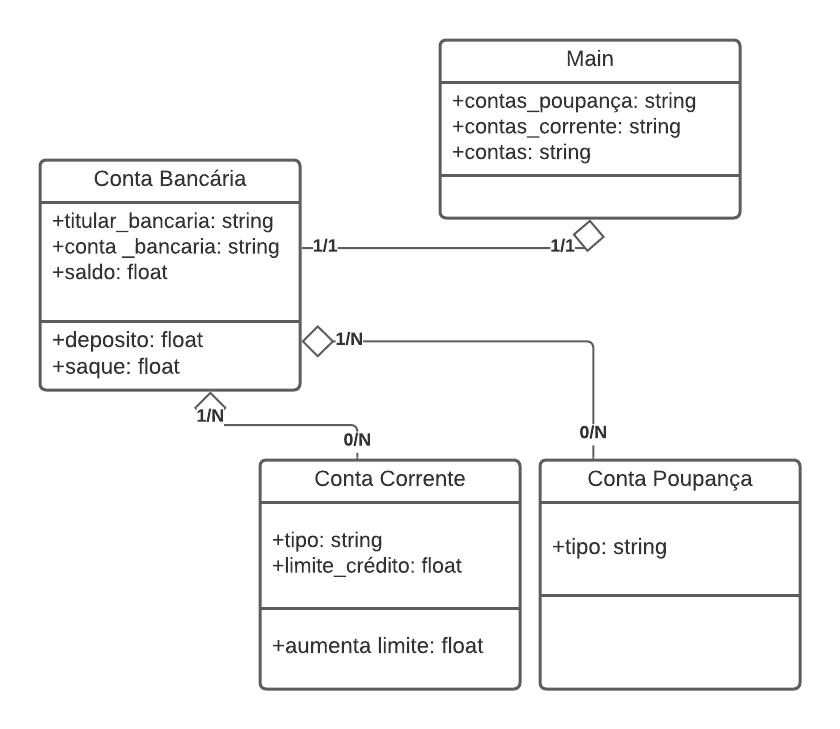 Main
+contas_poupança: string
+contas_corrente: string
+contas: string
Conta Bancária
+titular_bancaria: string
+conta _bancaria: string
+saldo: float
+deposito: float
+saque: float
1/1
1/1
1/N
1/N
0/N
0/N
Conta Corrente
+tipo: string
+limite_crédito: float
+aumenta limite: float
Conta Poupança
+tipo: string